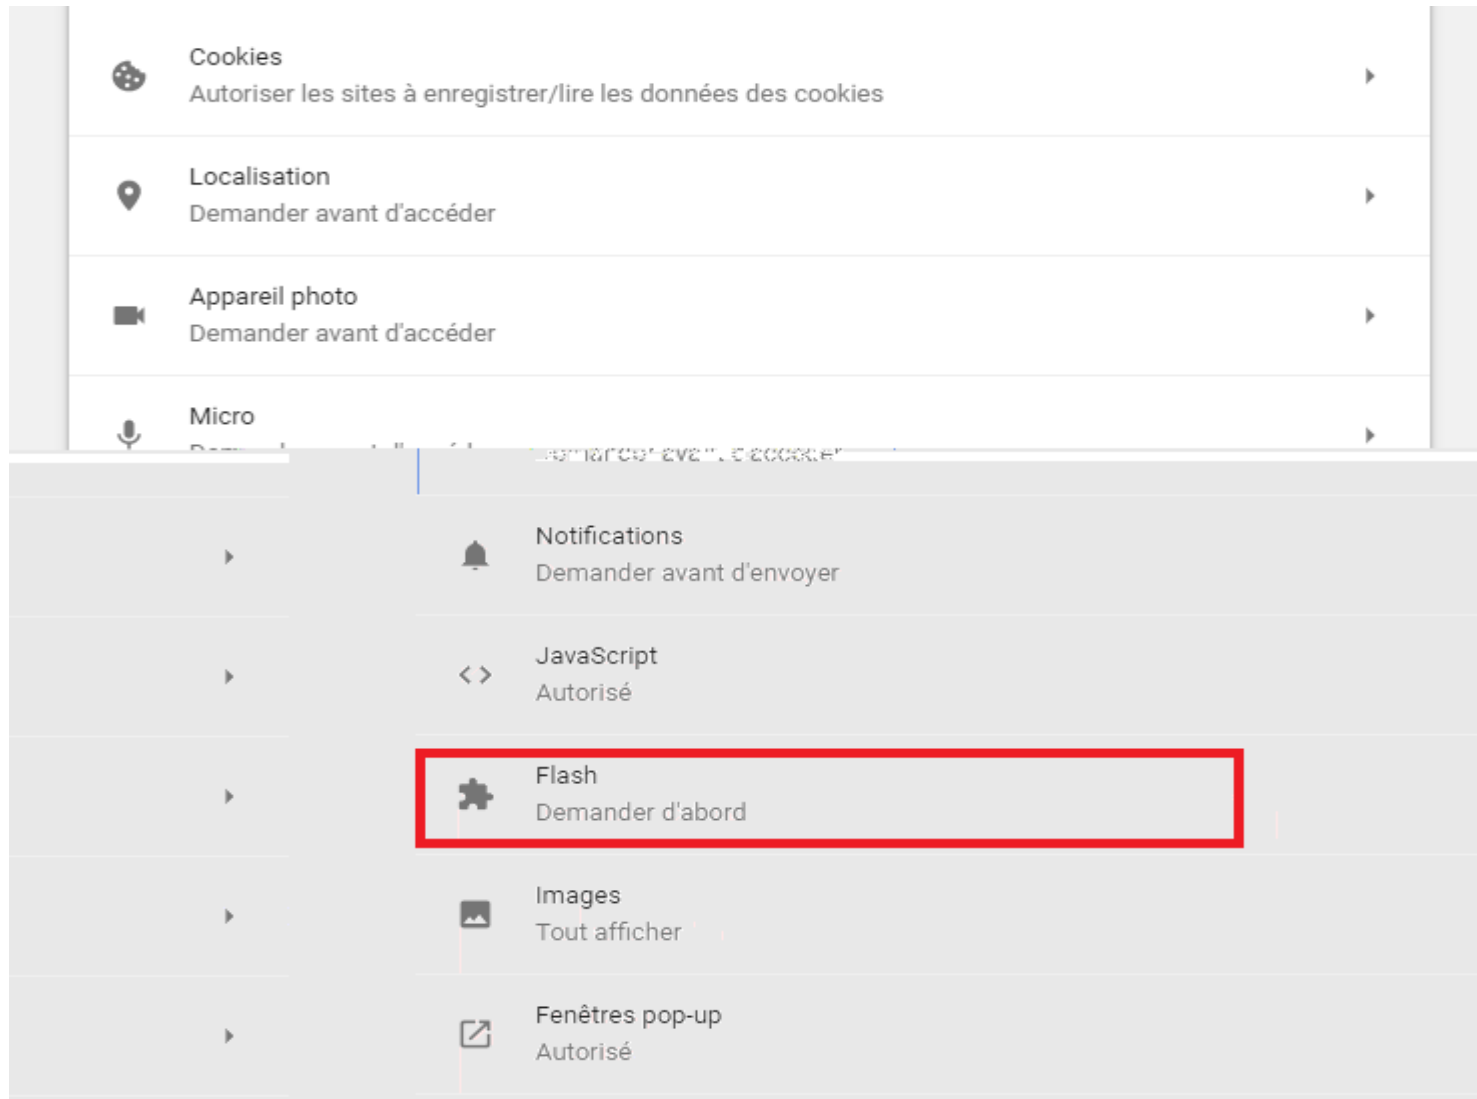 Cookies
Autoriser les sites à enregistrer/lire les données des cookies
Localisation
Demander avant d'accéder
Appareil photo
Demander avant d'accéder
Micro
Notifications
Demander avant d'envoyer
JavaScript
Autorisé
Flash
Demander d'abord
Images
Tout afficher
Fenêtres pop-up
Autorisé